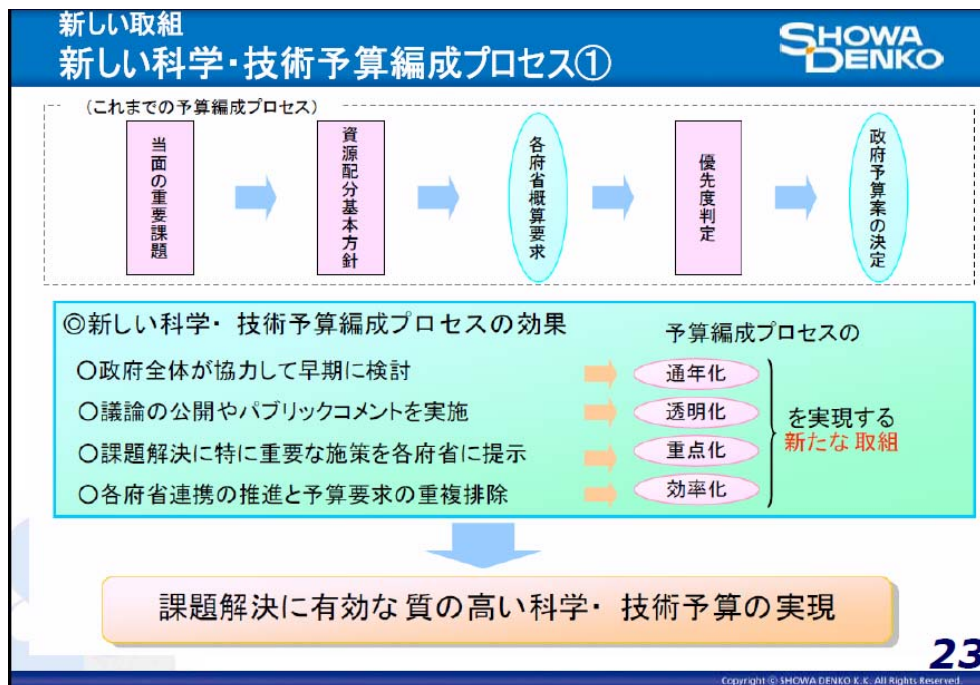 新しい取組
新しい科学・技術予算編成プロセス①
SHOWA
DENKO
(これまでの予算編成プロセス)
当面の重要課題
資源配分基本方針
各府省概算要求
優先度判定
政府予算案の決定
◎新しい科学・ 技術予算編成プロセスの効果
予算編成プロセスの
〇政府全体が協力して早期に検討
通年化
〇議論の公開やパブリックコメントを実施
透明化
〇課題解決に特に重要な施策を各府省に提示
重点化
〇各府省連携の推進と予算要求の重複排除
効率化
を実現する
新たな 取組
課題解決に有効な 質の高い科学・ 技術予算の実現
23
Copyright © SHOWA DENKO K.K. All Rights Reserved.